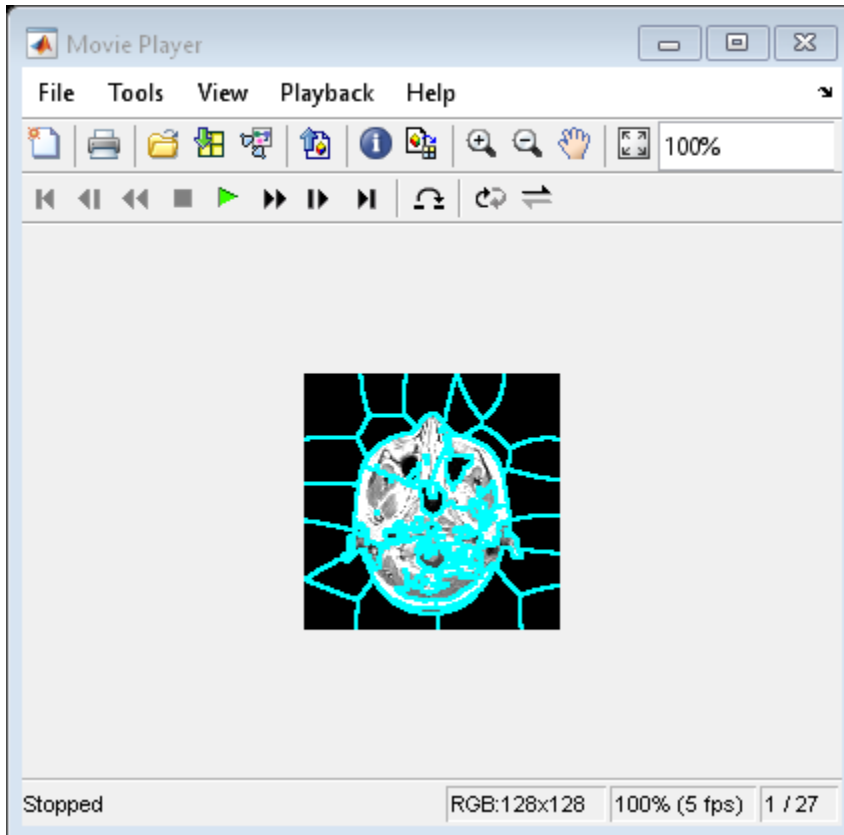 Movie Player
File Tools View Playback Help
100%
Stopped RGB:128x128 100% (5 fps) 1 / 27